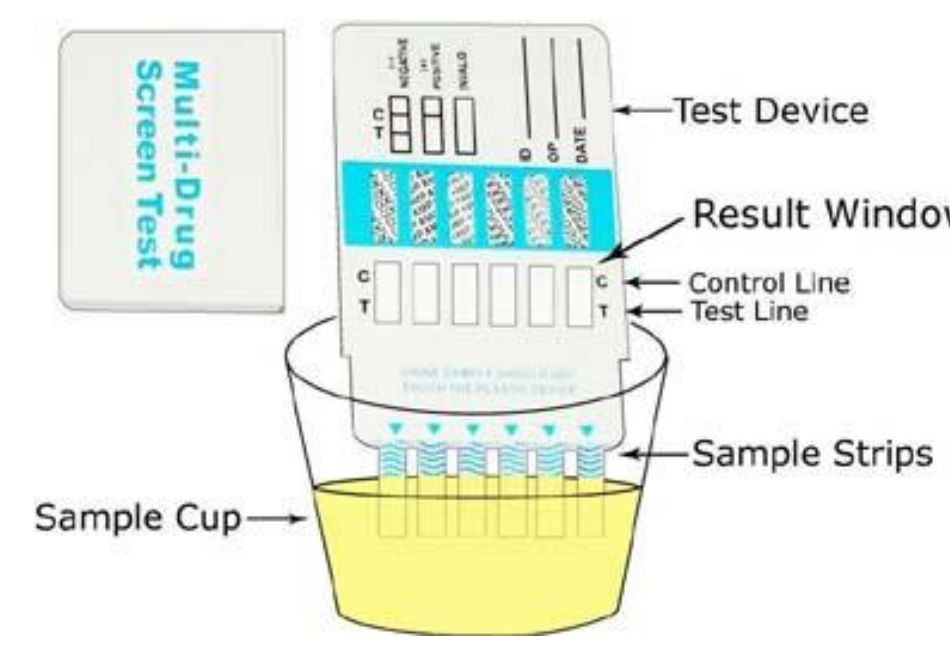 Multi-Drug
Screen Test
(-)
NEGATIVE
(+)
POSITIVE
INVALID
C
T
ID
OP
DATE
Test Device
Result Window
C
T
C
T
Control Line
Test Line
Sample Strips
Sample Cup